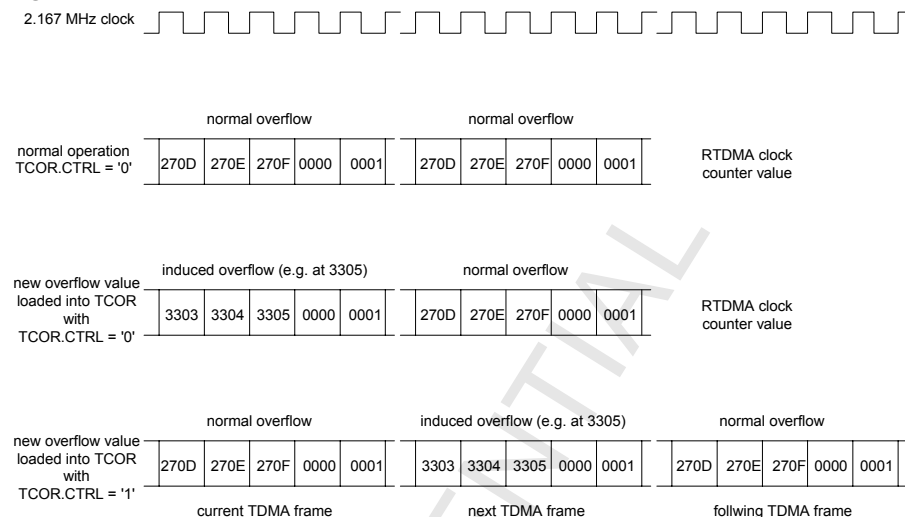 2.167 MHz clock
normal overflow
normal overflow
normal operation
TCOR.CTRL = '0'
270D 270E 270F 0000 0001
270D 270E 270F 0000 0001
RTDMA clock
counter value
induced overflow (e.g. at 3305)
normal overflow
new overflow value
loaded into TCOR
with
TCOR.CTRL = '0'
3303 3304 3305 0000 0001
270D 270E 270F 0000 0001
RTDMA clock
counter value
normal overflow
induced overflow (e.g. at 3305)
normal overflow
new overflow value
loaded into TCOR
with
TCOR.CTRL = '1'
270D 270E 270F 0000 0001
3303 3304 3305 0000 0001
270D 270E 270F 0000 0001
current TDMA frame
next TDMA frame
follwing TDMA frame
ENTIAL